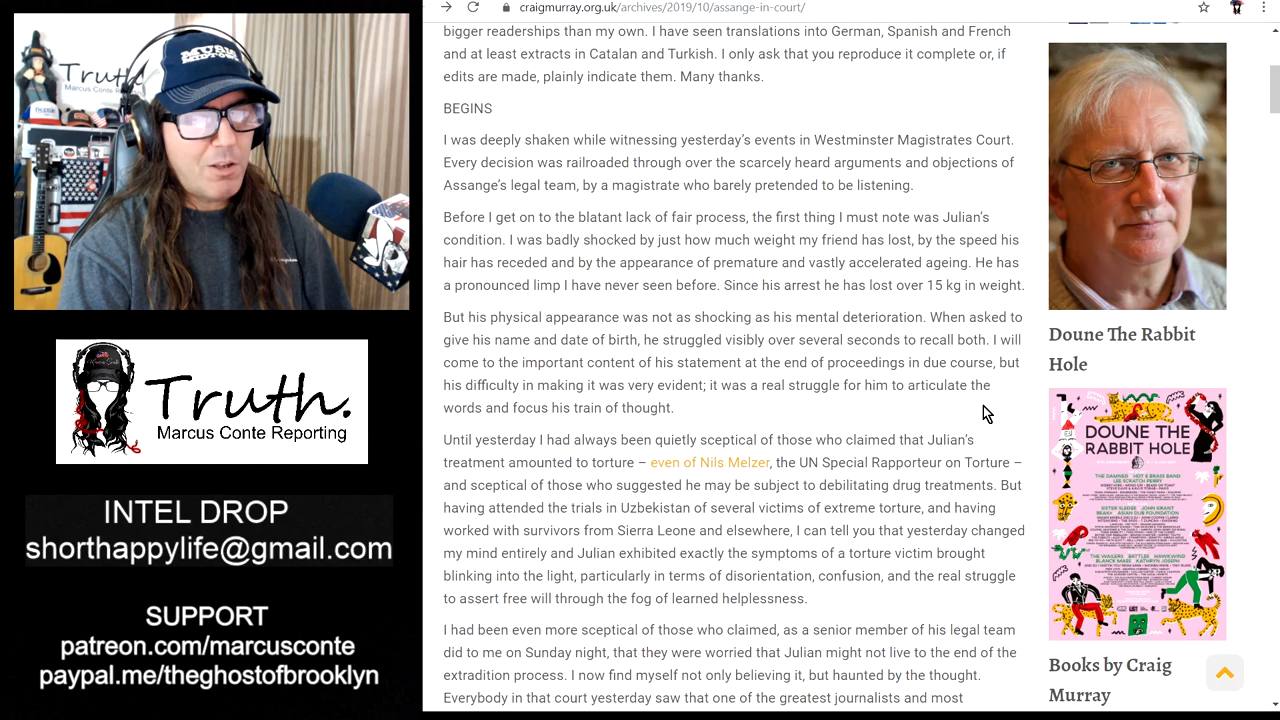 craigmurray.org.uk/archives/2019/10/assange-in-court/
MUSIC
Truth.
Marcus Conte Reporting
and at least extracts in Catalan and Turkish. I only ask that you reproduce it complete or, if
edits are made, plainly indicate them. Many thanks.
BEGINS
I was deeply shaken while witnessing yesterday's events in Westminster Magistrates Court.
Every decision was railroaded through over the scarcely heard arguments and objections of
Assange's legal team, by a magistrate who barely pretended to be listening.
Before I get on to the blatant lack of fair process, the first thing I must note was Julian's
condition. I was badly shocked by just how much weight my friend has lost, by the speed his
hair has receded and by the appearance of premature and vastly accelerated ageing. He has
a pronounced limp I have never seen before. Since his arrest he has lost over 15 kg in weight.
But his physical appearance was not as shocking as his mental deterioration. When asked to
give his name and date of birth, he struggled visibly over several seconds to recall both. I will
come to the important content of his statement at the end of proceedings in due course, but
his difficulty in making it was very evident; it was a real struggle for him to articulate the
words and focus his train of thought.
Until yesterday I had always been quietly sceptical of those who claimed that Julian's
treatment amounted to torture – even of Nils Melzer, the UN Special Rapporteur on Torture –
and sceptical of those who suggested he may be subject to debilitating drug treatments. But
having attended the trials in Uzbekistan of several victims of extreme torture, and having
worked with survivors from Sierra Leone and elsewhere, I can tell you that yesterday changed
my mind entirely and Julian exhibited exactly the symptoms of a torture victim brought
blinking into the light, particularly in terms of disorientation, confusion, and the real struggle
to assert free will through the fog of learned helplessness.
I had been even more sceptical of those who claimed, as a senior member of his legal team
did to me on Sunday night, that they were worried that Julian might not live to the end of the
extradition process. I now find myself not only believing it, but haunted by the thought.
Everybody in that court yesterday saw that one of the greatest journalists and most
Doune The Rabbit
Hole
DOUNE THE
RABBIT HOLE
Books by Craig
Murray
Truth.
Marcus Conte Reporting
INTEL DROP
shorthappylife@gmail.com
SUPPORT
patreon.com/marcusconte
paypal.me/theghostofbrooklyn